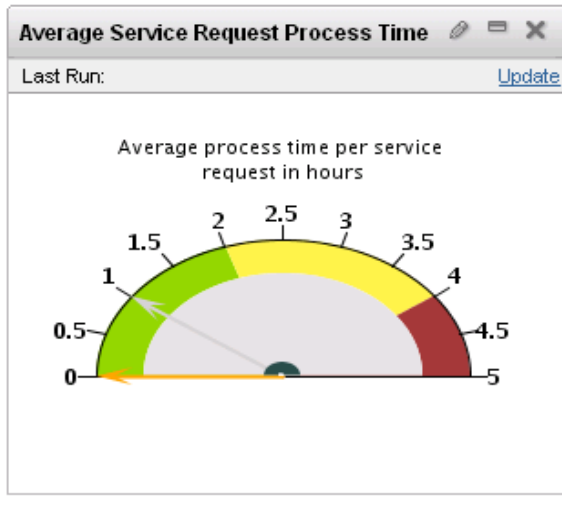 Average Service Request Process Time
Last Run: Update
Average process time per service
request in hours
2.5
2 3
1.5 3.5
1 4
0.5 4.5
0 5